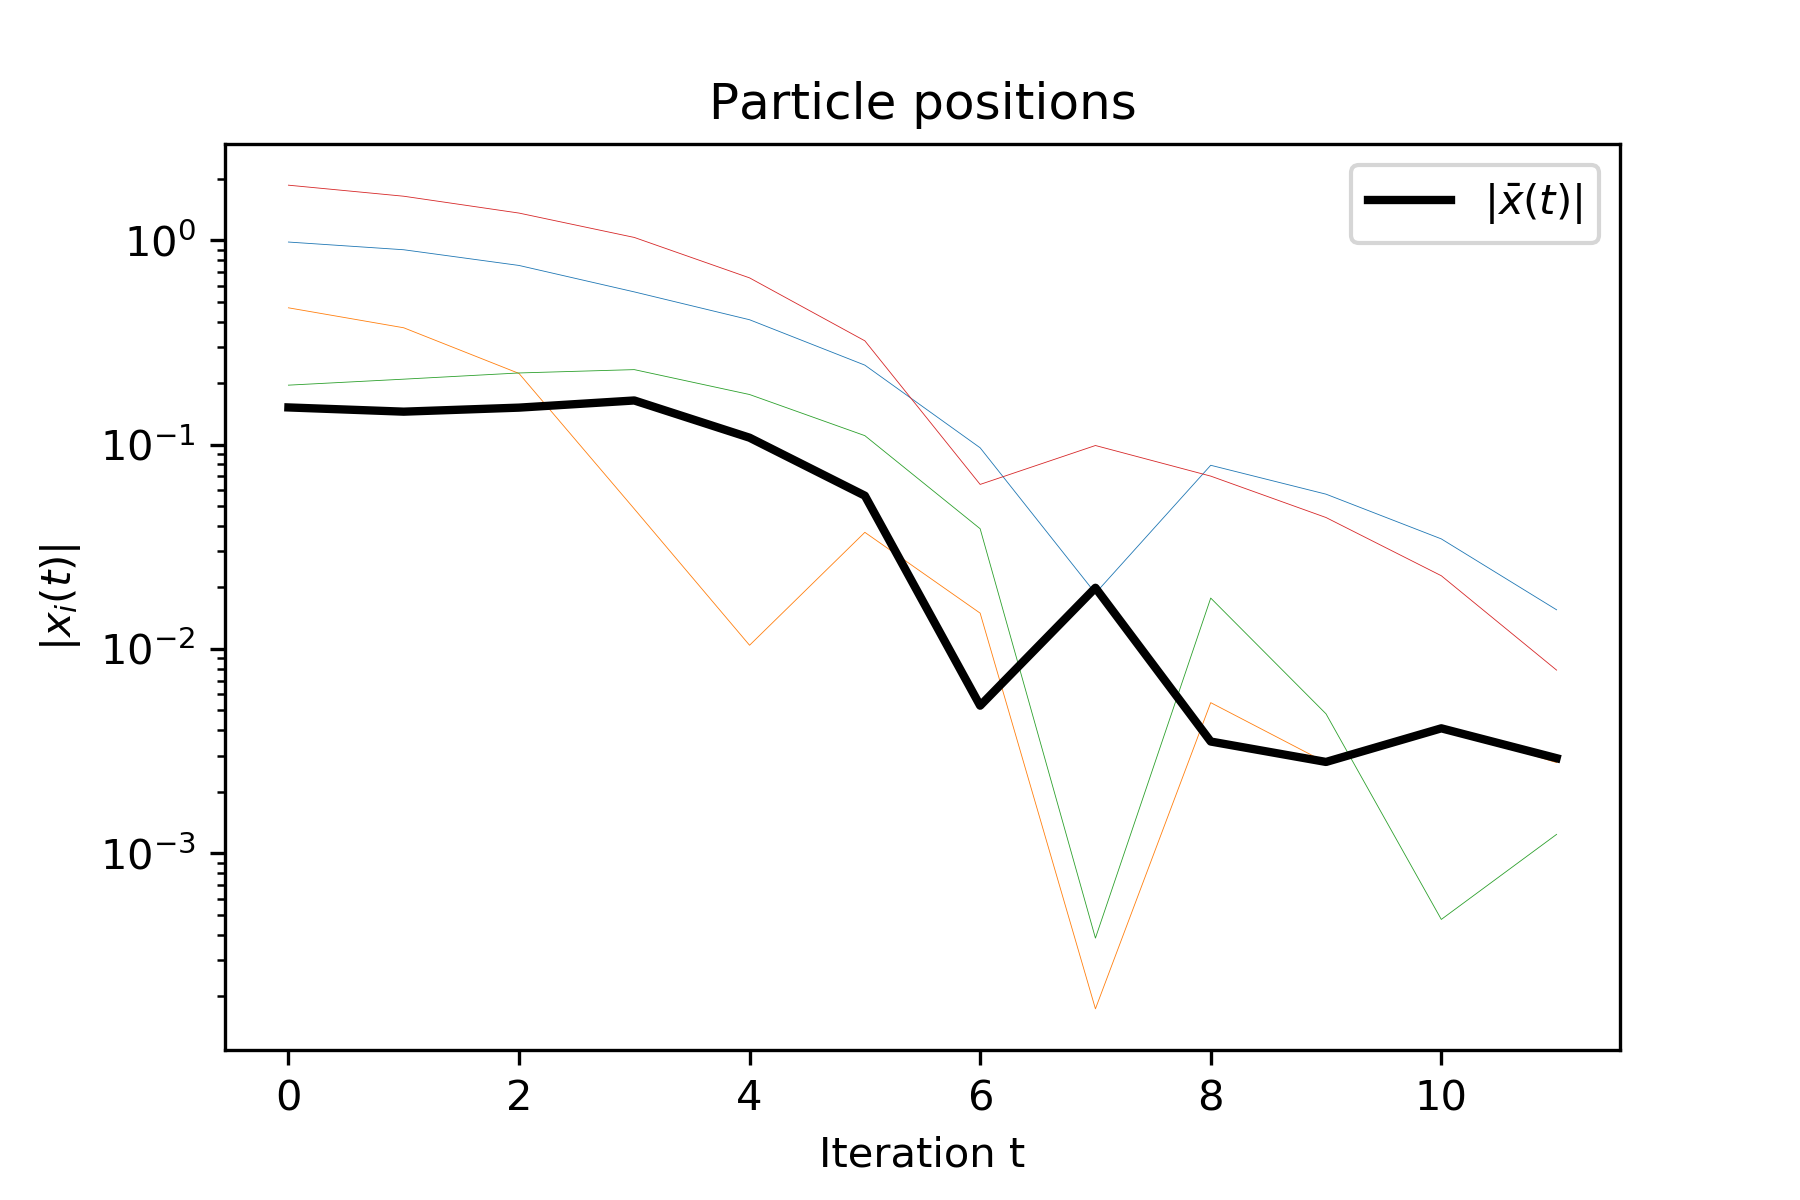 Particle positions
|x̄(t)|
10⁰
10⁻¹
10⁻²
10⁻³
|xᵢ(t)|
0 2 4 6 8 10
Iteration t